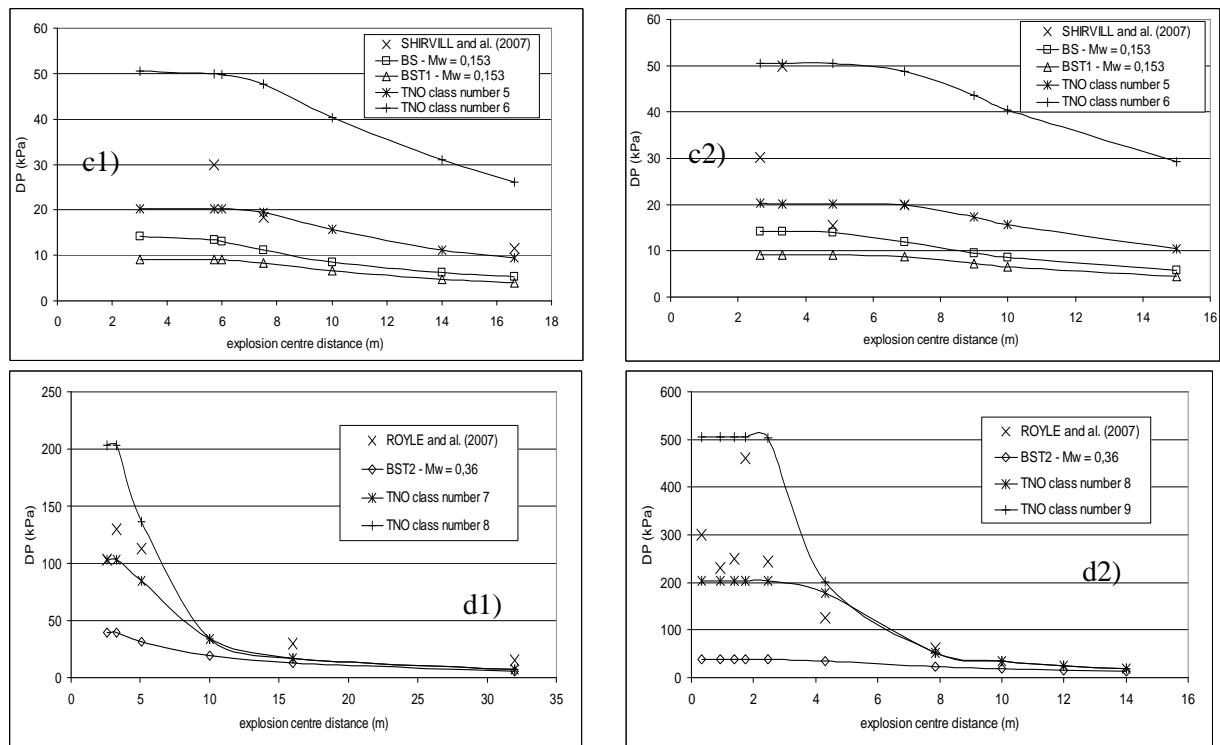 60
50
40
30
20
10
0
DP (kPa)
c1)
SHIRVILL and al. (2007)
BS - Mw = 0,153
BST1 - Mw = 0,153
TNO class number 5
TNO class number 6
0 2 4 6 8 10 12 14 16 18
explosion centre distance (m)
60
50
40
30
20
10
0
DP (kPa)
c2)
SHIRVILL and al. (2007)
BS - Mw = 0,153
BST1 - Mw = 0,153
TNO class number 5
TNO class number 6
0 2 4 6 8 10 12 14 16
explosion centre distance (m)
250
200
150
100
50
0
DP (kPa)
ROYLE and al. (2007)
BST2 - Mw = 0,36
TNO class number 7
TNO class number 8
d1)
0 5 10 15 20 25 30 35
explosion centre distance (m)
600
500
400
300
200
100
0
DP (kPa)
ROYLE and al. (2007)
BST2 - Mw = 0,36
TNO class number 8
TNO class number 9
d2)
0 2 4 6 8 10 12 14 16
explosion centre distance (m)